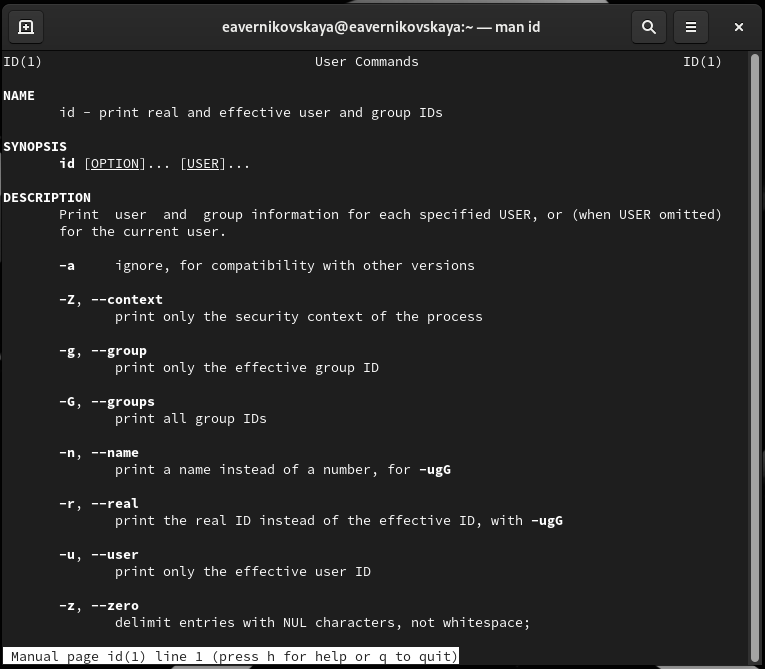 eavernikovskaya@eavernikovskaya:~ — man id
ID(1) User Commands ID(1)
NAME
id - print real and effective user and group IDs
SYNOPSIS
id [OPTION]... [USER]...
DESCRIPTION
Print user and group information for each specified USER, or (when USER omitted)
for the current user.
-a ignore, for compatibility with other versions
-Z, --context
print only the security context of the process
-g, --group
print only the effective group ID
-G, --groups
print all group IDs
-n, --name
print a name instead of a number, for -ugG
-r, --real
print the real ID instead of the effective ID, with -ugG
-u, --user
print only the effective user ID
-z, --zero
delimit entries with NUL characters, not whitespace;
Manual page id(1) line 1 (press h for help or q to quit)